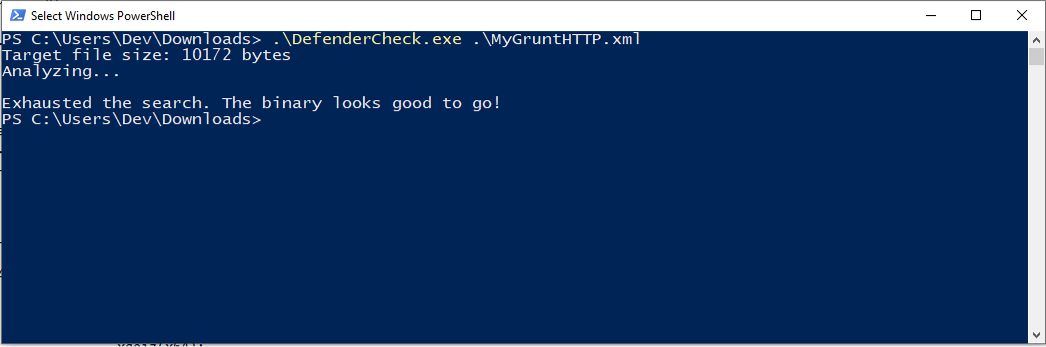 Select Windows PowerShell
PS C:\Users\Dev\Downloads> .\DefenderCheck.exe .\MyGruntHTTP.xml
Target file size: 10172 bytes
Analyzing...
Exhausted the search. The binary looks good to go!
PS C:\Users\Dev\Downloads>